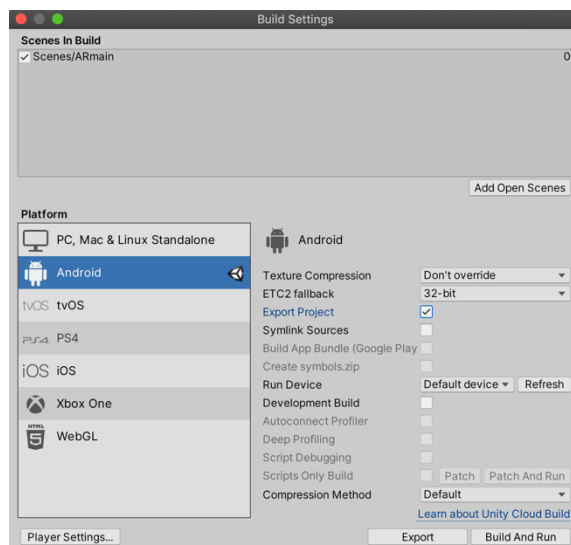 Build Settings
Scenes In Build
Scenes/ARmain 0
Add Open Scenes
Platform
PC, Mac & Linux Standalone
Android
tvOS tvOS
PS4 PS4
iOS iOS
Xbox One
HTML 5 WebGL
Android
Texture Compression Don't override
ETC2 fallback 32-bit
Export Project
Symlink Sources
Build App Bundle (Google Play
Create symbols.zip
Run Device Default device Refresh
Development Build
Autoconnect Profiler
Deep Profiling
Script Debugging
Scripts Only Build Patch Patch And Run
Compression Method Default
Learn about Unity Cloud Build
Player Settings... Export Build And Run